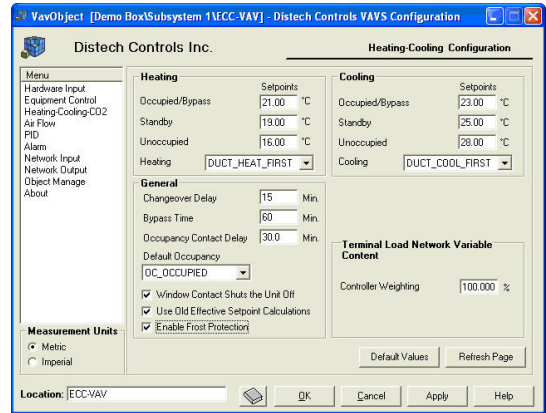 VavObject [Demo Box\Subsystem 1\ECC-VAV] - Distech Controls VAVS Configuration
Distech Controls Inc.
Heating-Cooling Configuration
Menu
Hardware Input
Equipment Control
Heating-Cooling-CO2
Air Flow
PID
Alarm
Network Input
Network Output
Object Manage
About
Measurement Units
Metric
Imperial
Heating
Setpoints
Occupied/Bypass 21.00 °C
Standby 19.00 °C
Unoccupied 16.00 °C
Heating DUCT_HEAT_FIRST
Cooling
Setpoints
Occupied/Bypass 23.00 °C
Standby 25.00 °C
Unoccupied 28.00 °C
Cooling DUCT_COOL_FIRST
General
Changeover Delay 15 Min.
Bypass Time 60 Min.
Occupancy Contact Delay 30.0 Min.
Default Occupancy
OC_OCCUPIED
Window Contact Shuts the Unit Off
Use Old Effective Setpoint Calculations
Enable Frost Protection
Terminal Load Network Variable
Content
Controller Weighting 100.000 %
Default Values Refresh Page
Location: ECC-VAV
OK Cancel Apply Help